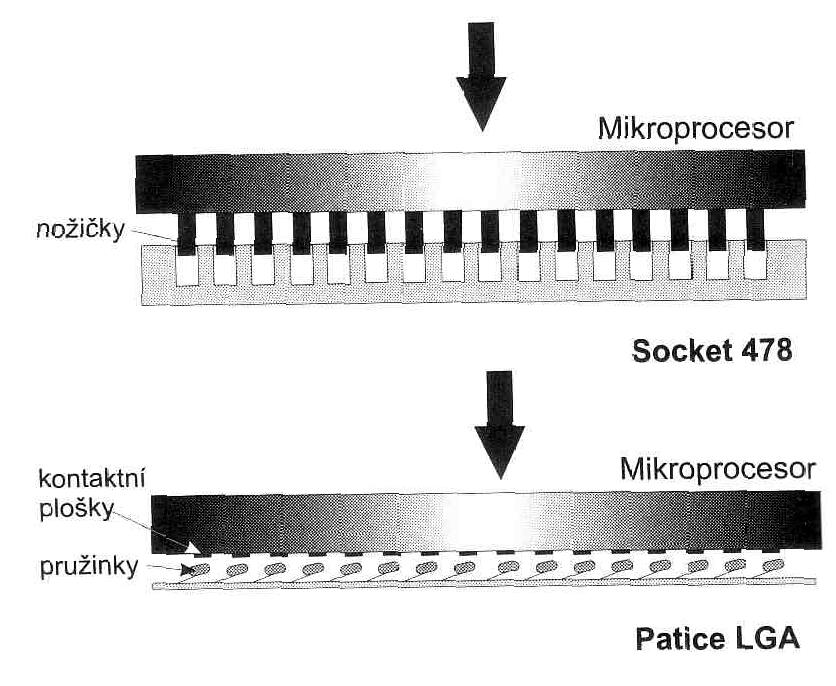 Mikroprocesor
nožičky
Socket 478
Mikroprocesor
kontaktní
plošky
pružinky
Patice LGA